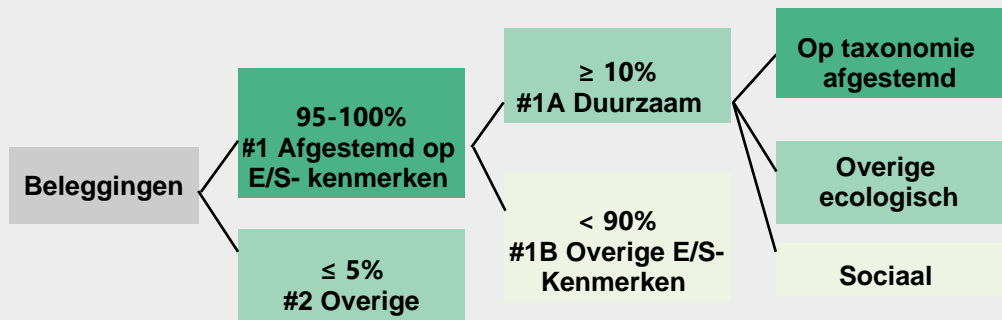 Beleggingen
95-100%
#1 Afgestemd op
E/S- kenmerken
≤ 5%
#2 Overige
≥ 10%
#1A Duurzaam
< 90%
#1B Overige E/S-
Kenmerken
Op taxonomie
afgestemd
Overige
ecologisch
Sociaal